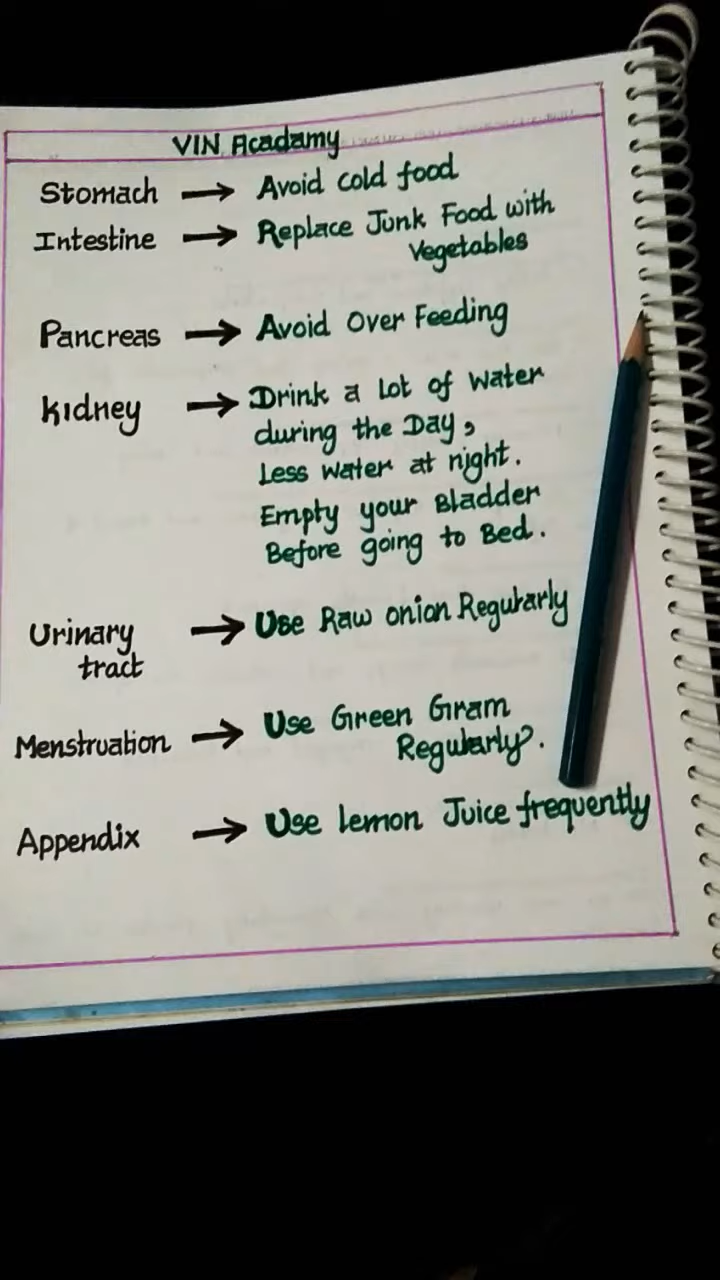 VIN Acadamy
Stomach → Avoid cold food
Intestine → Replace Junk Food with
Vegetables
Pancreas → Avoid Over Feeding
Kidney → Drink a Lot of Water
during the Day,
Less Water at night.
Empty your Bladder
Before going to Bed.
Urinary → Use Raw onion Regularly
tract
Menstruation → Use Green Gram
Regularly.
Appendix → Use lemon Juice frequently